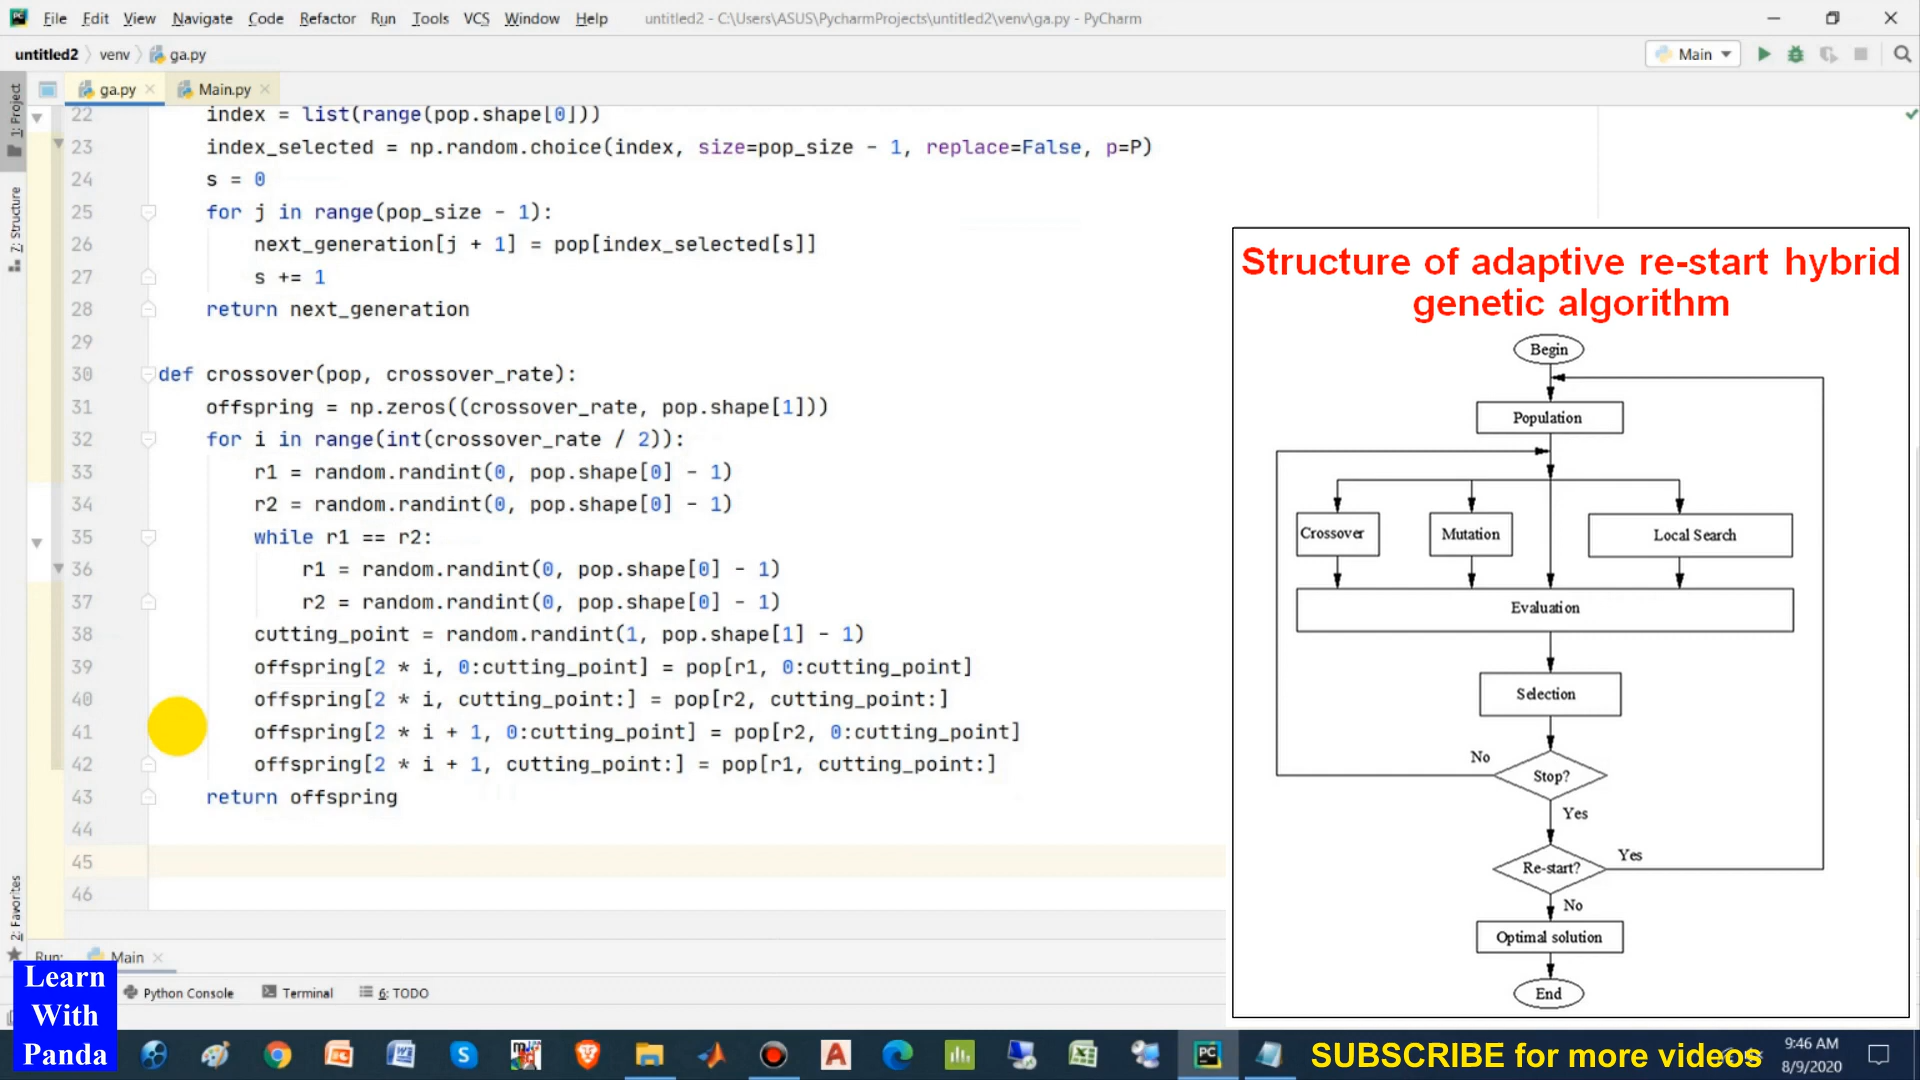 File Edit View Navigate Code Refactor Run Tools VCS Window Help untitled2 - C:\Users\ASUS\PycharmProjects\untitled2\venv\ga.py - PyCharm
untitled2 venv ga.py Main
ga.py Main.py
1: Project
7: Structure
2: Favorites
22 index = list(range(pop.shape[0]))
23 index_selected = np.random.choice(index, size=pop_size - 1, replace=False, p=P)
24 s = 0
25 for j in range(pop_size - 1):
26 next_generation[j + 1] = pop[index_selected[s]]
27 s += 1
28 return next_generation
29
30 def crossover(pop, crossover_rate):
31 offspring = np.zeros((crossover_rate, pop.shape[1]))
32 for i in range(int(crossover_rate / 2)):
33 r1 = random.randint(0, pop.shape[0] - 1)
34 r2 = random.randint(0, pop.shape[0] - 1)
35 while r1 == r2:
36 r1 = random.randint(0, pop.shape[0] - 1)
37 r2 = random.randint(0, pop.shape[0] - 1)
38 cutting_point = random.randint(1, pop.shape[1] - 1)
39 offspring[2 * i, 0:cutting_point] = pop[r1, 0:cutting_point]
40 offspring[2 * i, cutting_point:] = pop[r2, cutting_point:]
41 offspring[2 * i + 1, 0:cutting_point] = pop[r2, 0:cutting_point]
42 offspring[2 * i + 1, cutting_point:] = pop[r1, cutting_point:]
43 return offspring
44
45
46
Structure of adaptive re-start hybrid
genetic algorithm
Begin
Population
Crossover Mutation Local Search
Evaluation
Selection
No
Stop?
Yes
Re-start?
Yes
No
Optimal solution
End
Run: Main
Python Console Terminal 6: TODO
Learn
With
Panda
SUBSCRIBE for more videos
9:46 AM
8/9/2020